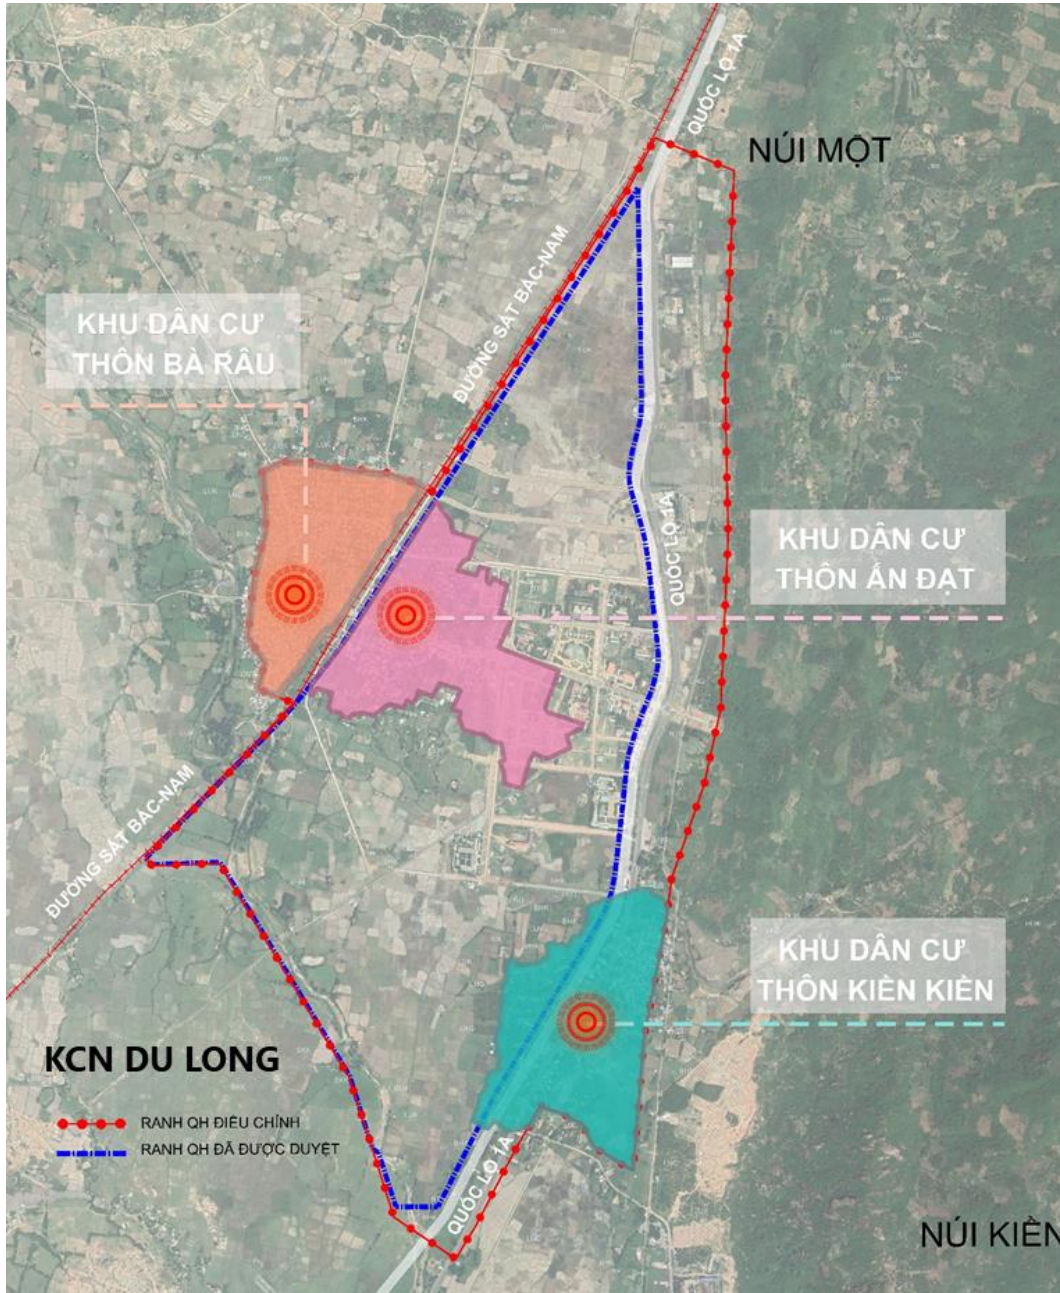 QUỐC LỘ 1A
NÚI MỘT
ĐƯỜNG SẮT BẮC-NAM
KHU DÂN CƯ
THÔN BÀ RÂU
KHU DÂN CƯ
THÔN ẤN ĐẠT
QUỐC LỘ 1A
ĐƯỜNG SẮT BẮC-NAM
KHU DÂN CƯ
THÔN KIỀN KIỀN
KCN DU LONG
RANH QH ĐIỀU CHỈNH
RANH QH ĐÃ ĐƯỢC DUYỆT
QUỐC LỘ 1A
NÚI KIỀN